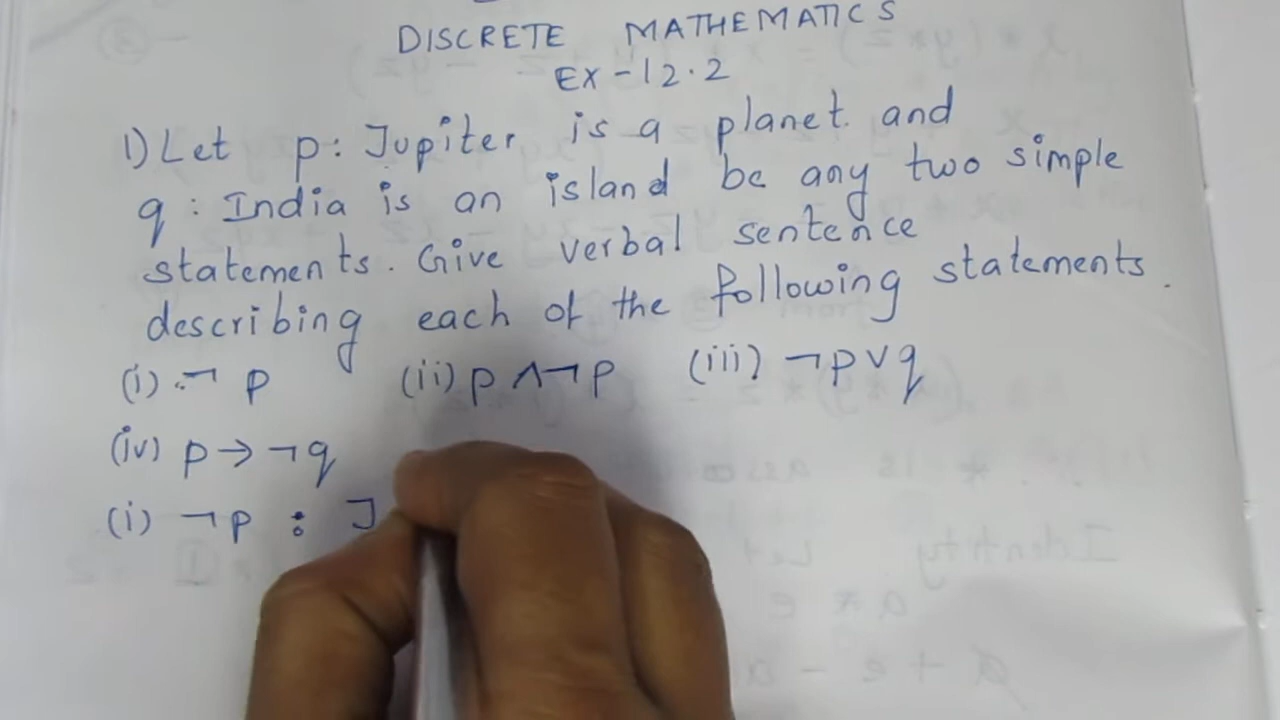 DISCRETE MATHEMATICS
EX-12.2
1) Let p: Jupiter is a planet. and
q : India is an island be any two simple
statements. Give verbal sentence
describing each of the following statements.
(i) ¬ p (ii) p ∧ ¬ p (iii) ¬p ∨ q
(iv) p → ¬q
(i) ¬p : J